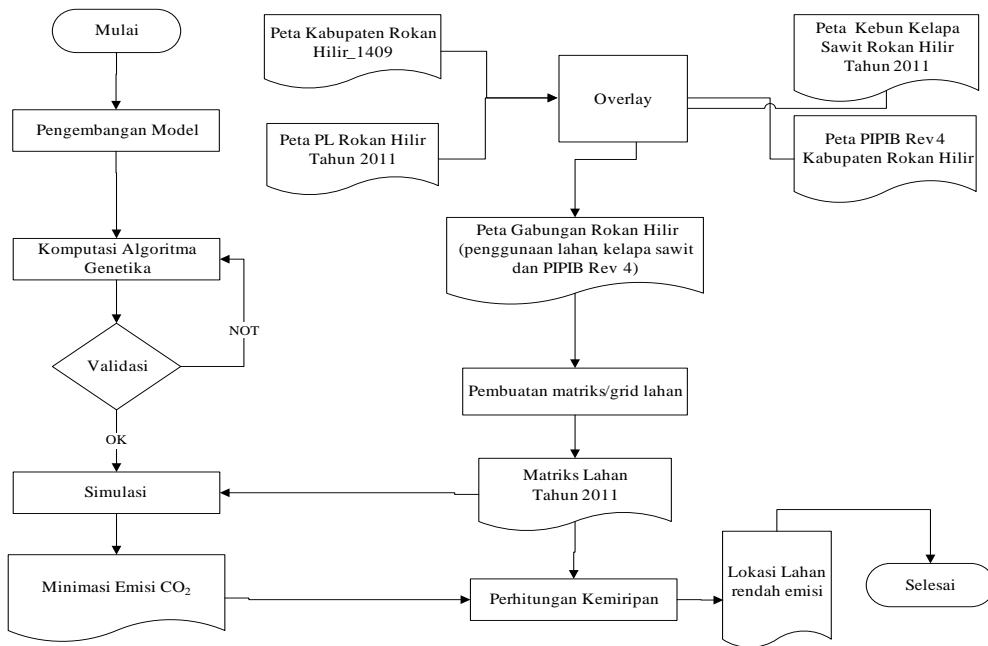 Mulai
Pengembangan Model
Komputasi Algoritma
Genetika
NOT
Validasi
OK
Simulasi
Minimasi Emisi CO₂
Peta Kabupaten Rokan
Hilir_1409
Peta PL Rokan Hilir
Tahun 2011
Overlay
Peta Kebun Kelapa
Sawit Rokan Hilir
Tahun 2011
Peta PIPIB Rev 4
Kabupaten Rokan Hilir
Peta Gabungan Rokan Hilir
(penggunaan lahan, kelapa sawit
dan PIPIB Rev 4)
Pembuatan matriks/grid lahan
Matriks Lahan
Tahun 2011
Perhitungan Kemiripan
Lokasi Lahan
rendah emisi
Selesai